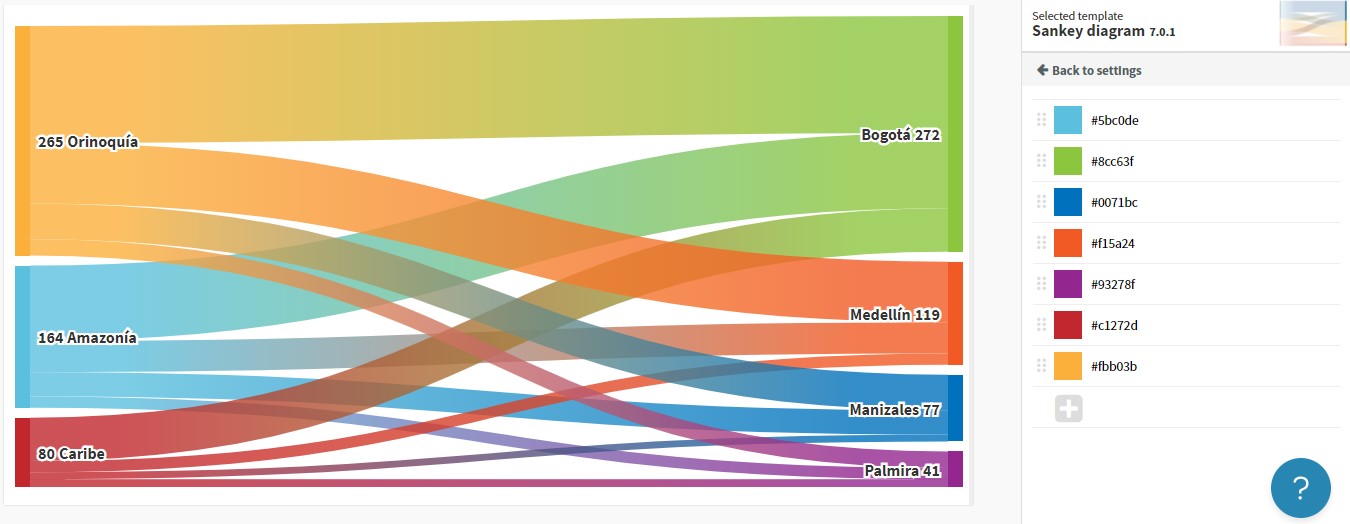 265 Orinoquía
164 Amazonía
80 Caribe
Bogotá 272
Medellín 119
Manizales 77
Palmira 41
Selected template
Sankey diagram 7.0.1
Back to settings
#5bc0de
#8cc63f
#0071bc
#f15a24
#93278f
#c1272d
#fbb03b
?